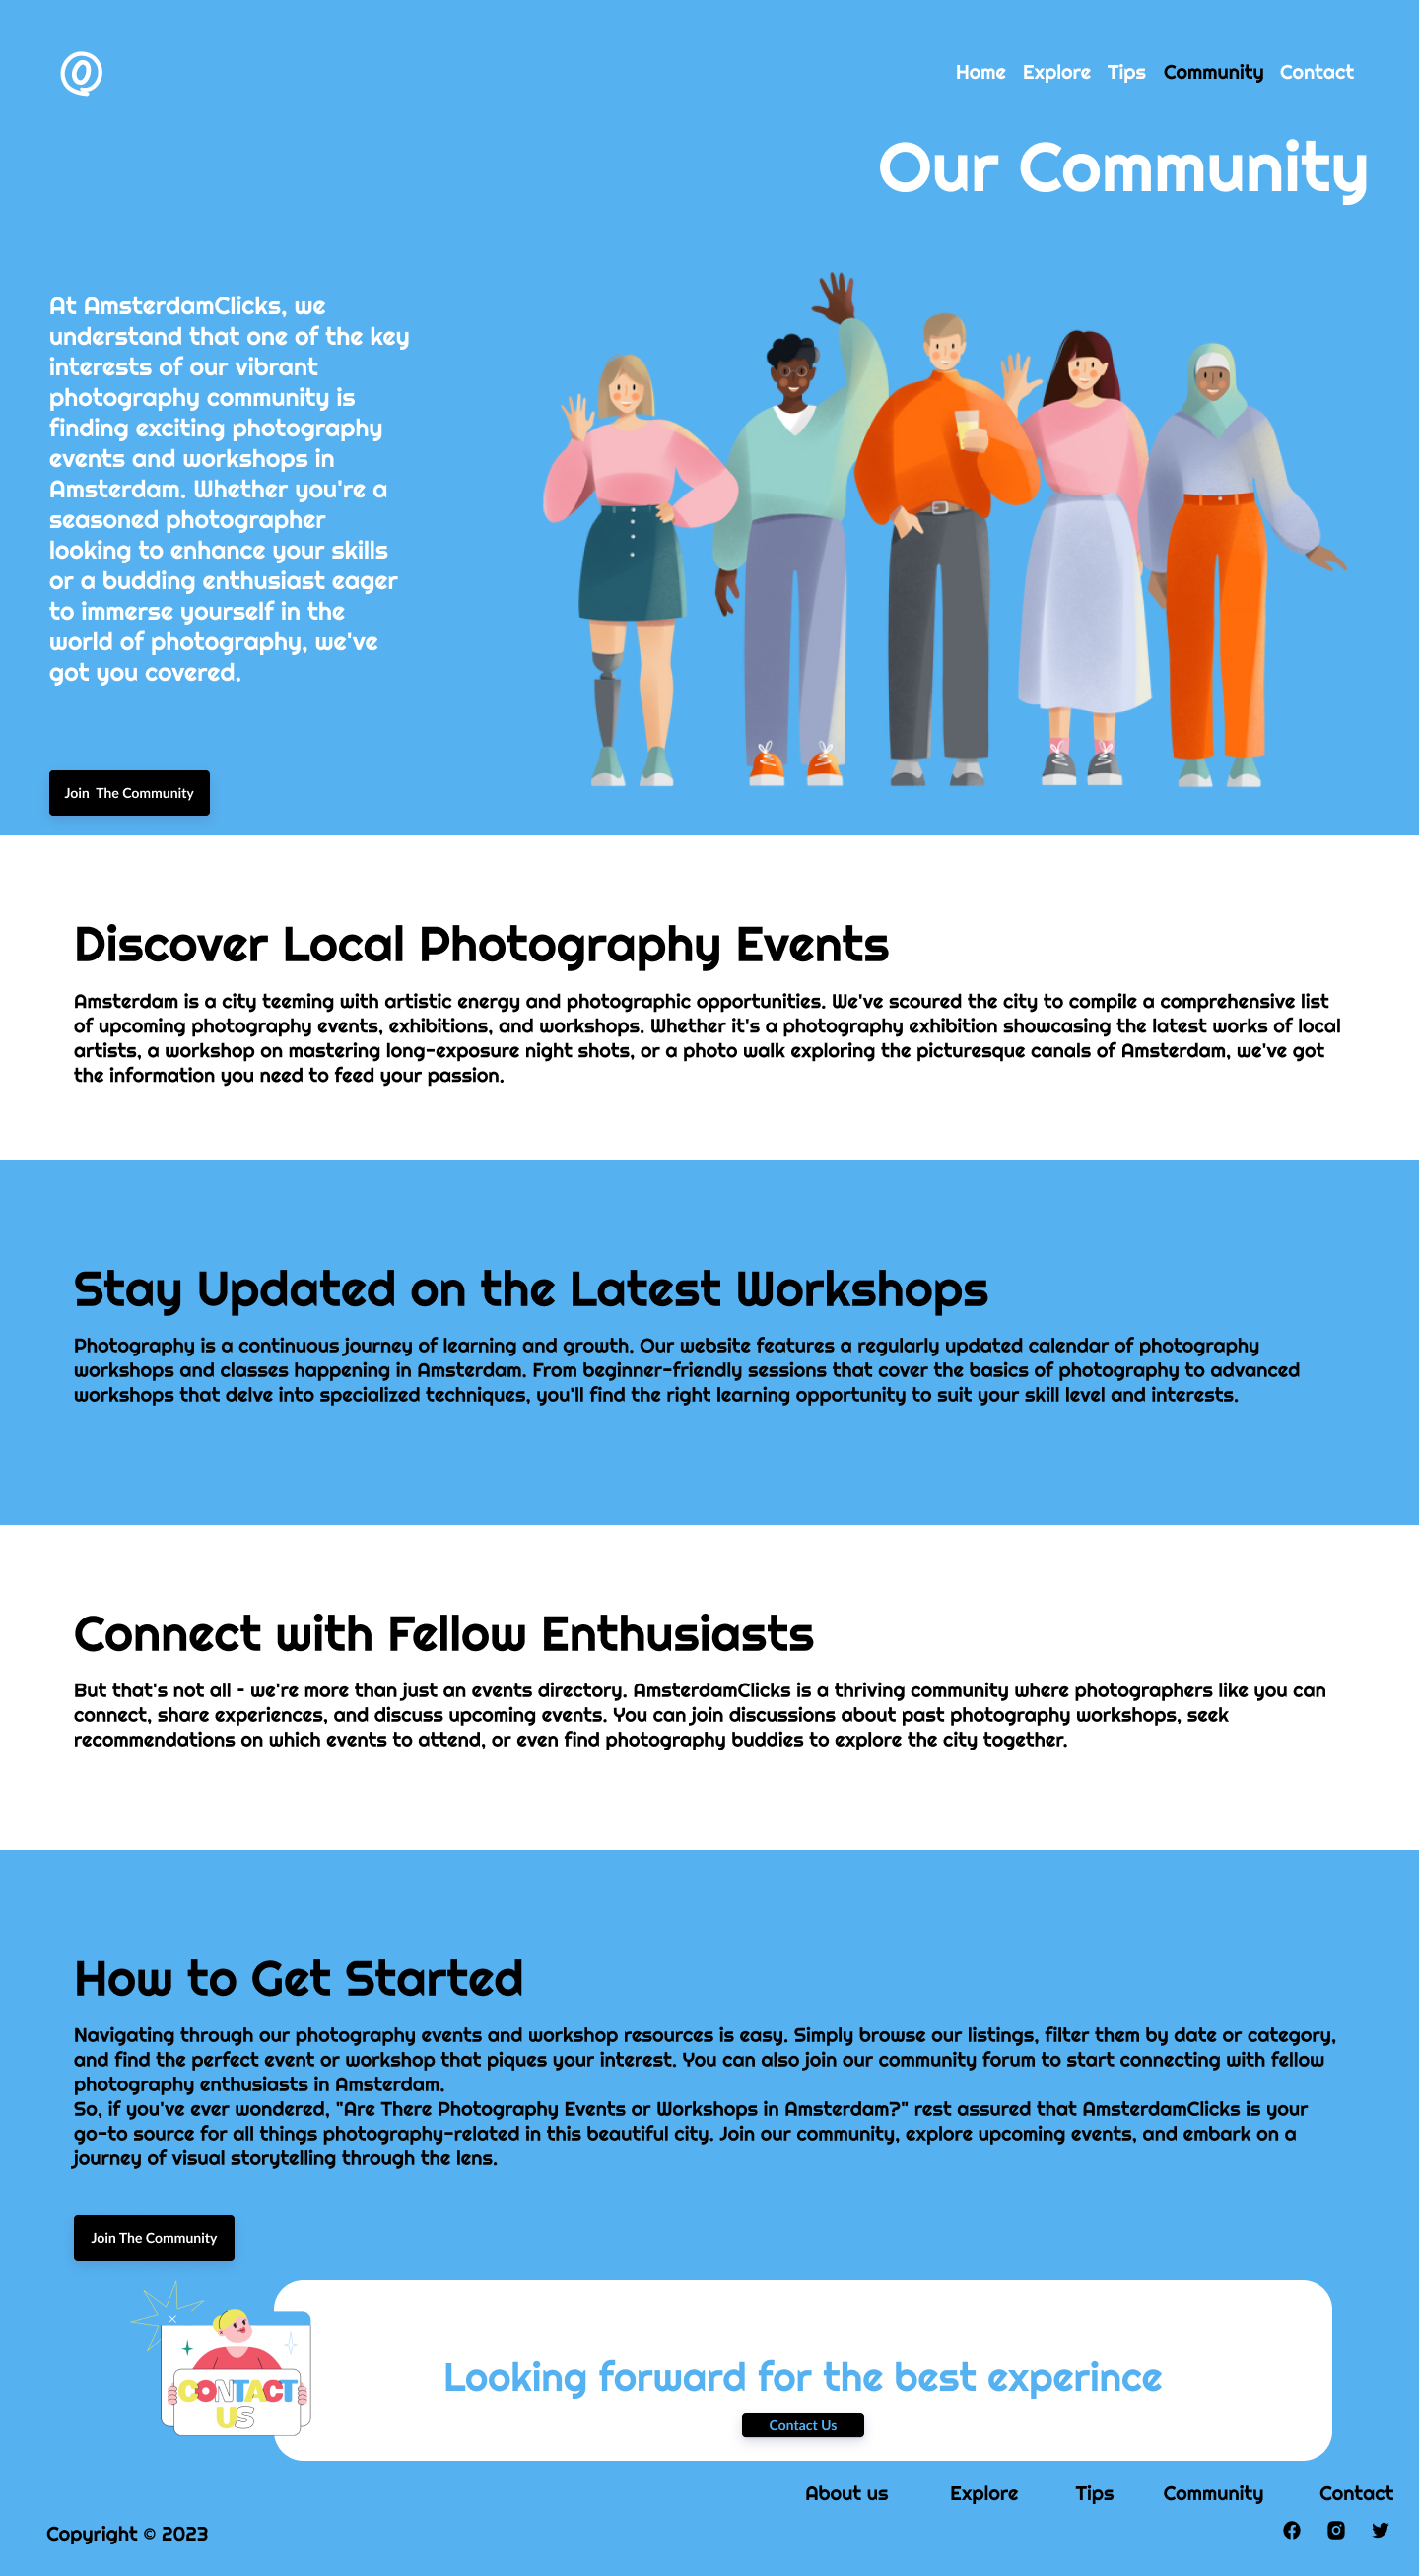 Home Explore Tips Community Contact
Our Community
At AmsterdamClicks, we
understand that one of the key
interests of our vibrant
photography community is
finding exciting photography
events and workshops in
Amsterdam. Whether you're a
seasoned photographer
looking to enhance your skills
or a budding enthusiast eager
to immerse yourself in the
world of photography, we've
got you covered.
Join The Community
Discover Local Photography Events
Amsterdam is a city teeming with artistic energy and photographic opportunities. We've scoured the city to compile a comprehensive list
of upcoming photography events, exhibitions, and workshops. Whether it's a photography exhibition showcasing the latest works of local
artists, a workshop on mastering long-exposure night shots, or a photo walk exploring the picturesque canals of Amsterdam, we've got
the information you need to feed your passion.
Stay Updated on the Latest Workshops
Photography is a continuous journey of learning and growth. Our website features a regularly updated calendar of photography
workshops and classes happening in Amsterdam. From beginner-friendly sessions that cover the basics of photography to advanced
workshops that delve into specialized techniques, you'll find the right learning opportunity to suit your skill level and interests.
Connect with Fellow Enthusiasts
But that's not all - we're more than just an events directory. AmsterdamClicks is a thriving community where photographers like you can
connect, share experiences, and discuss upcoming events. You can join discussions about past photography workshops, seek
recommendations on which events to attend, or even find photography buddies to explore the city together.
How to Get Started
Navigating through our photography events and workshop resources is easy. Simply browse our listings, filter them by date or category,
and find the perfect event or workshop that piques your interest. You can also join our community forum to start connecting with fellow
photography enthusiasts in Amsterdam.
So, if you've ever wondered, "Are There Photography Events or Workshops in Amsterdam?" rest assured that AmsterdamClicks is your
go-to source for all things photography-related in this beautiful city. Join our community, explore upcoming events, and embark on a
journey of visual storytelling through the lens.
Join The Community
CONTACT
US
Looking forward for the best experince
Contact Us
About us Explore Tips Community Contact
Copyright © 2023